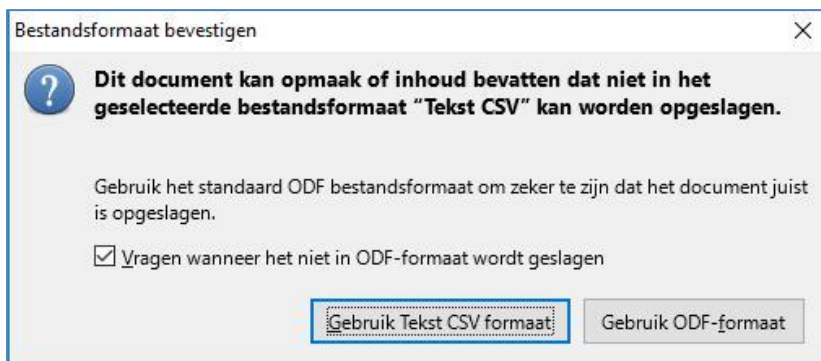 Bestandsformaat bevestigen
Dit document kan opmaak of inhoud bevatten dat niet in het
geselecteerde bestandsformaat “Tekst CSV” kan worden opgeslagen.
Gebruik het standaard ODF bestandsformaat om zeker te zijn dat het document juist
is opgeslagen.
Vragen wanneer het niet in ODF-formaat wordt geslagen
Gebruik Tekst CSV formaat Gebruik ODF-formaat